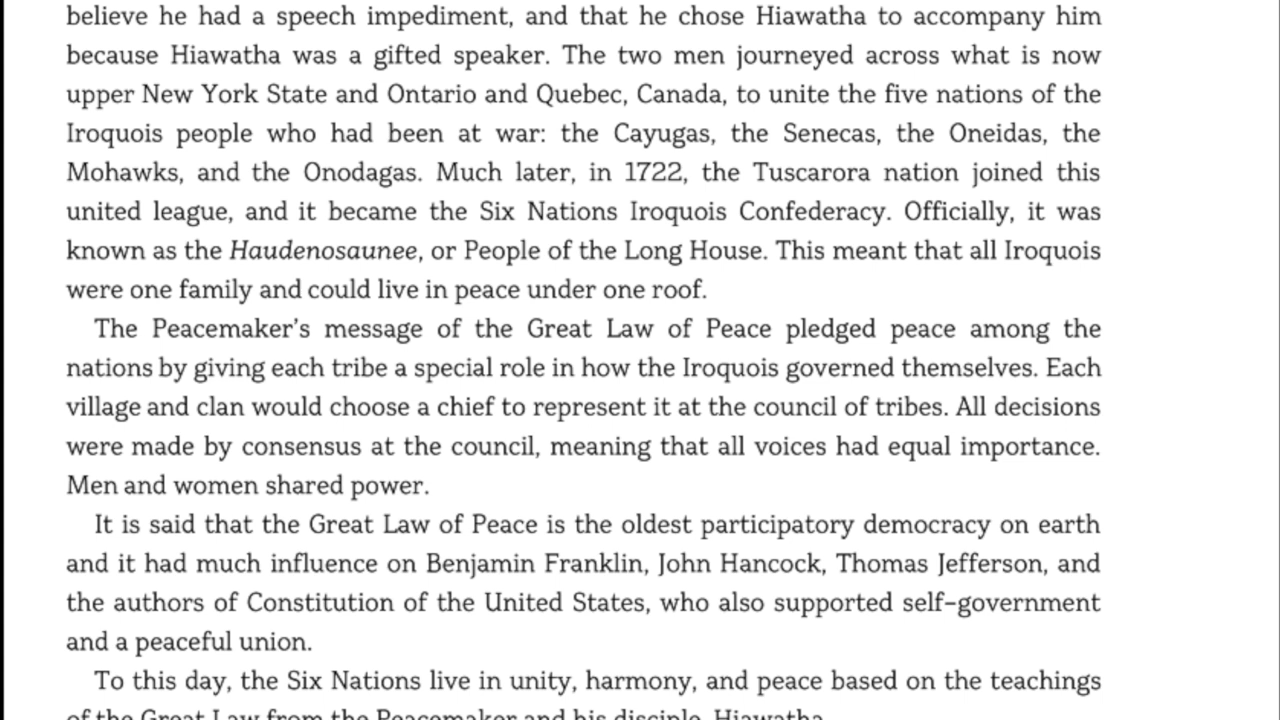 believe he had a speech impediment, and that he chose Hiawatha to accompany him
because Hiawatha was a gifted speaker. The two men journeyed across what is now
upper New York State and Ontario and Quebec, Canada, to unite the five nations of the
Iroquois people who had been at war: the Cayugas, the Senecas, the Oneidas, the
Mohawks, and the Onodagas. Much later, in 1722, the Tuscarora nation joined this
united league, and it became the Six Nations Iroquois Confederacy. Officially, it was
known as the Haudenosaunee, or People of the Long House. This meant that all Iroquois
were one family and could live in peace under one roof.
The Peacemaker’s message of the Great Law of Peace pledged peace among the
nations by giving each tribe a special role in how the Iroquois governed themselves. Each
village and clan would choose a chief to represent it at the council of tribes. All decisions
were made by consensus at the council, meaning that all voices had equal importance.
Men and women shared power.
It is said that the Great Law of Peace is the oldest participatory democracy on earth
and it had much influence on Benjamin Franklin, John Hancock, Thomas Jefferson, and
the authors of Constitution of the United States, who also supported self–government
and a peaceful union.
To this day, the Six Nations live in unity, harmony, and peace based on the teachings
of the Great Law from the Peacemaker and his disciple, Hiawatha.